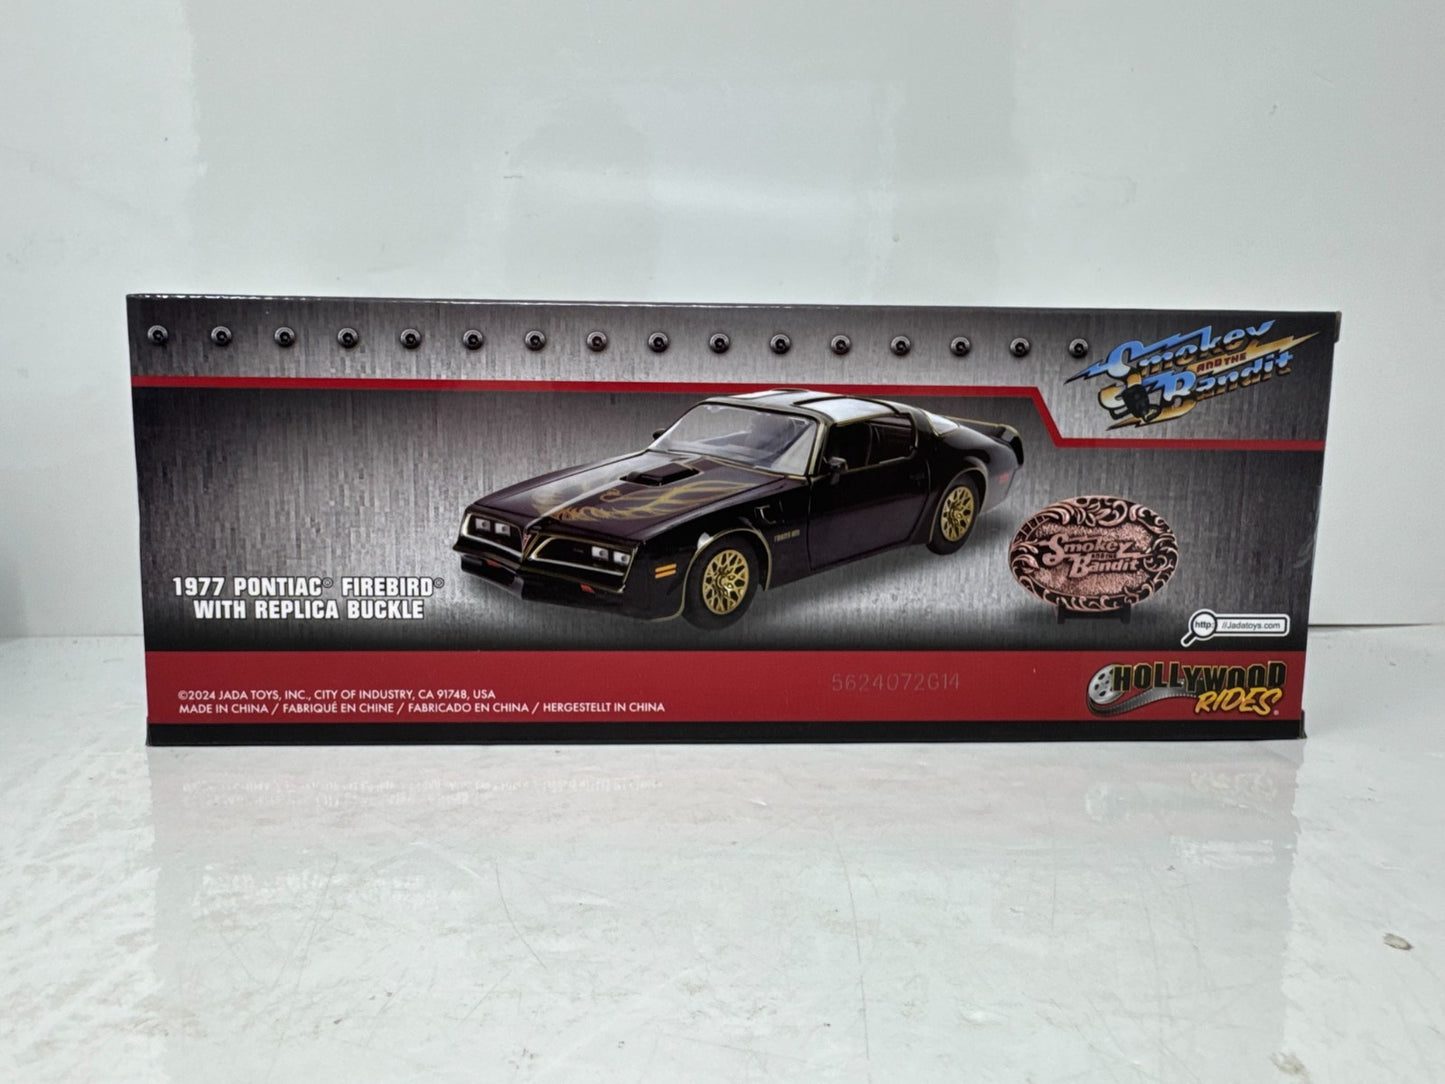 Smokey
AND THE
Bandit
TRANS AM
Smokey
AND THE
Bandit
1977 PONTIAC® FIREBIRD®
WITH REPLICA BUCKLE
http: //Jadatoys.com
©2024 JADA TOYS, INC., CITY OF INDUSTRY, CA 91748, USA
MADE IN CHINA / FABRIQUÉ EN CHINE / FABRICADO EN CHINA / HERGESTELLT IN CHINA
5624072G14
HOLLYWOOD
RIDES®